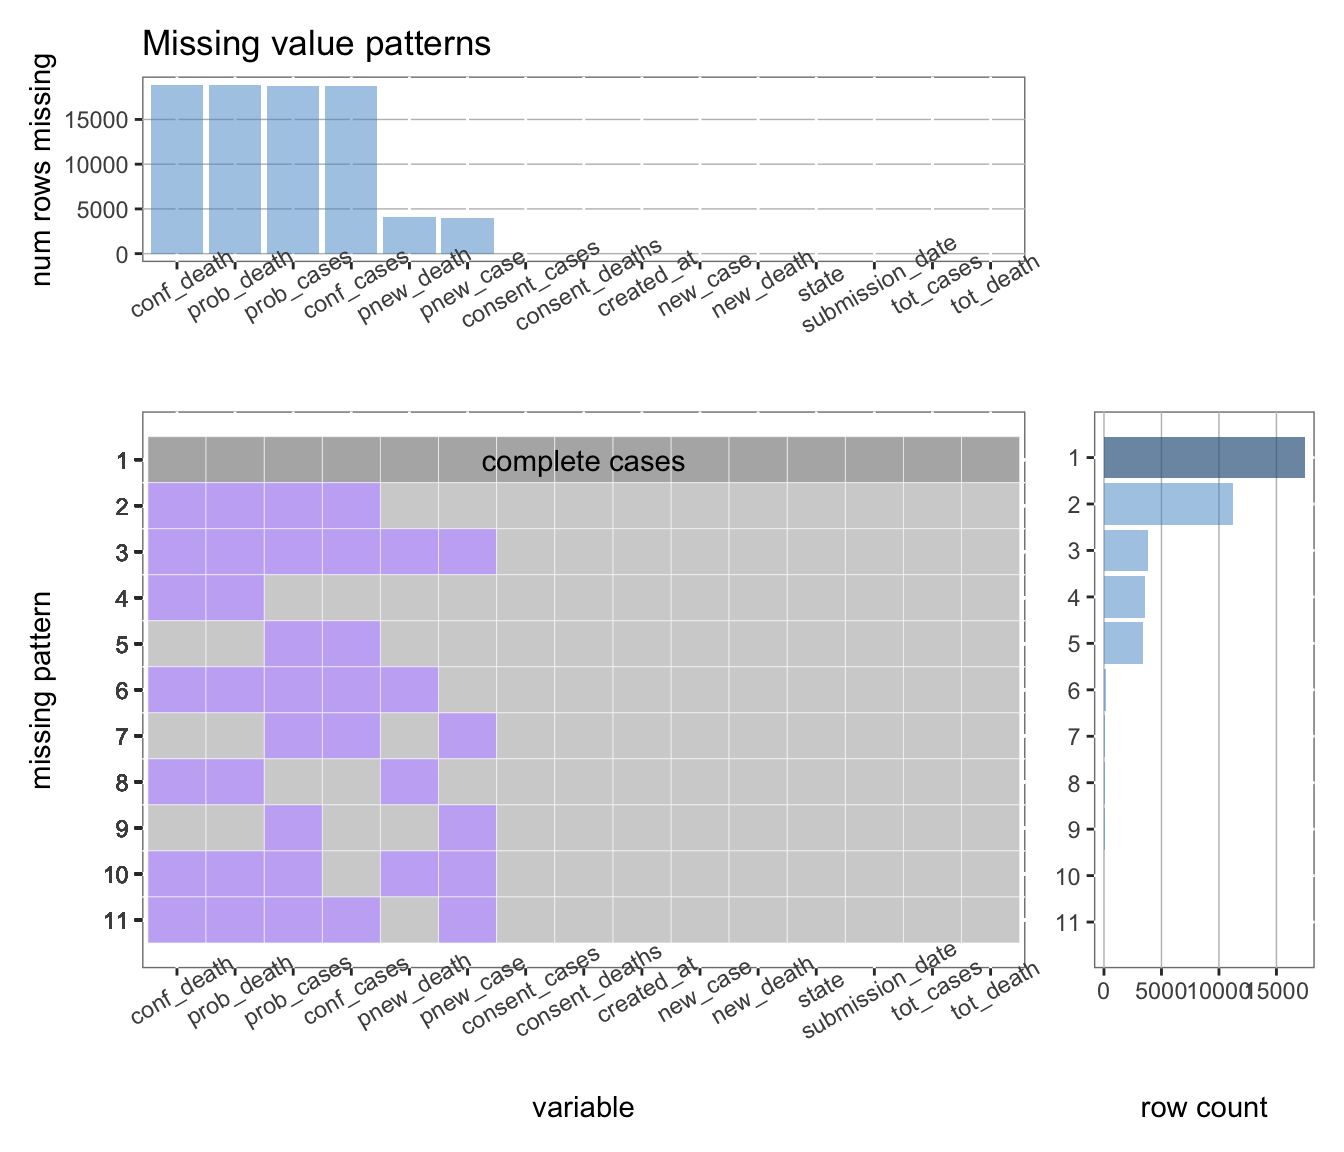 Missing value patterns
num rows missing
15000
10000
5000
0
conf_death prob_death prob_cases conf_cases pnew_death pnew_case consent_cases consent_deaths created_at new_case new_death state submission_date tot_cases tot_death
missing pattern
1 complete cases
2
3
4
5
6
7
8
9
10
11
conf_death prob_death prob_cases conf_cases pnew_death pnew_case consent_cases consent_deaths created_at new_case new_death state submission_date tot_cases tot_death
variable
1
2
3
4
5
6
7
8
9
10
11
0 5000 10000 15000
row count